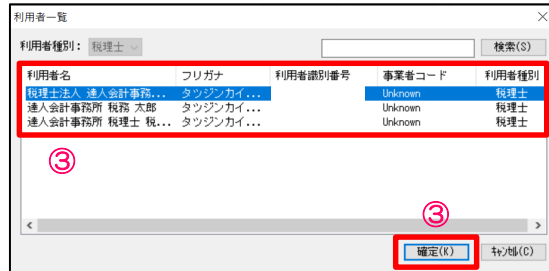 利用者一覧
利用者種別： 税理士 検索(S)
利用者名 フリガナ 利用者識別番号 事業者コード 利用者種別
税理士法人 達人会計事務... タツジンカイ... Unknown 税理士
達人会計事務所 税務 太郎 タツジンカイ... Unknown 税理士
達人会計事務所 税理士 税... タツジンカイ... Unknown 税理士
③
③
確定(K) ｷｬﾝｾﾙ(C)